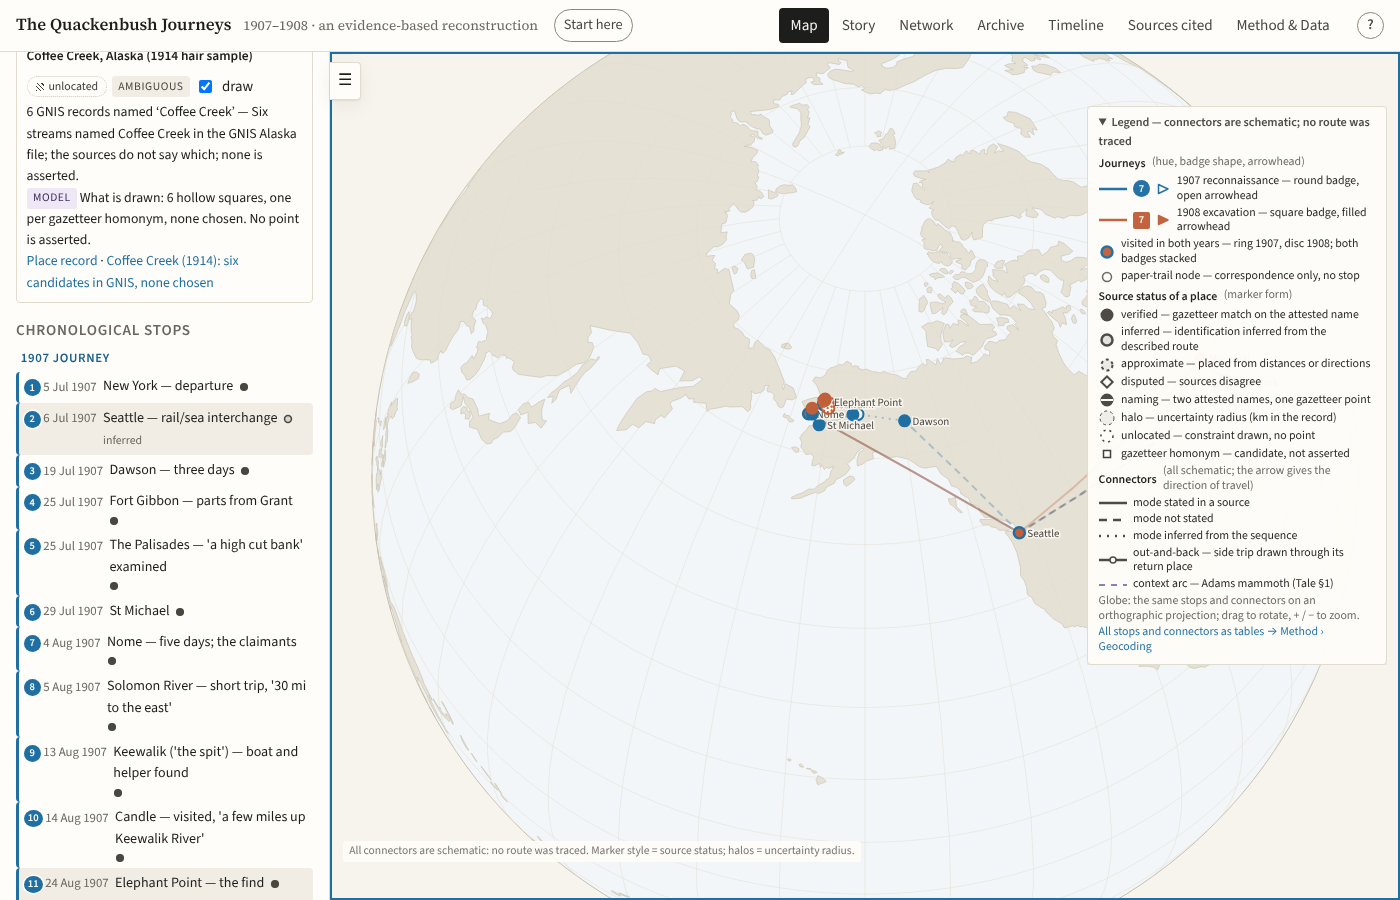 The Quackenbush Journeys 1907–1908 · an evidence-based reconstruction Start here Map Story Network Archive Timeline Sources cited Method & Data ?
Coffee Creek, Alaska (1914 hair sample)
unlocated AMBIGUOUS draw
6 GNIS records named ‘Coffee Creek’ — Six
streams named Coffee Creek in the GNIS Alaska
file; the sources do not say which; none is
asserted.
MODEL What is drawn: 6 hollow squares, one
per gazetteer homonym, none chosen. No point
is asserted.
Place record · Coffee Creek (1914): six
candidates in GNIS, none chosen
CHRONOLOGICAL STOPS
1907 JOURNEY
1 5 Jul 1907 New York — departure
2 6 Jul 1907 Seattle — rail/sea interchange
inferred
3 19 Jul 1907 Dawson — three days
4 25 Jul 1907 Fort Gibbon — parts from Grant
5 25 Jul 1907 The Palisades — 'a high cut bank'
examined
6 29 Jul 1907 St Michael
7 4 Aug 1907 Nome — five days; the claimants
8 5 Aug 1907 Solomon River — short trip, '30 mi
to the east'
9 13 Aug 1907 Keewalik ('the spit') — boat and
helper found
10 14 Aug 1907 Candle — visited, 'a few miles up
Keewalik River'
11 24 Aug 1907 Elephant Point — the find
☰
Elephant Point
Nome
St Michael
Dawson
Seattle
All connectors are schematic: no route was traced. Marker style = source status; halos = uncertainty radius.
▼ Legend — connectors are schematic; no route was
traced
Journeys (hue, badge shape, arrowhead)
7 1907 reconnaissance — round badge,
open arrowhead
7 1908 excavation — square badge, filled
arrowhead
visited in both years — ring 1907, disc 1908; both
badges stacked
paper-trail node — correspondence only, no stop
Source status of a place (marker form)
verified — gazetteer match on the attested name
inferred — identification inferred from the
described route
approximate — placed from distances or directions
disputed — sources disagree
naming — two attested names, one gazetteer point
halo — uncertainty radius (km in the record)
unlocated — constraint drawn, no point
gazetteer homonym — candidate, not asserted
Connectors (all schematic; the arrow gives the
direction of travel)
mode stated in a source
mode not stated
mode inferred from the sequence
out-and-back — side trip drawn through its
return place
context arc — Adams mammoth (Tale §1)
Globe: the same stops and connectors on an
orthographic projection; drag to rotate, + / − to zoom.
All stops and connectors as tables → Method ›
Geocoding